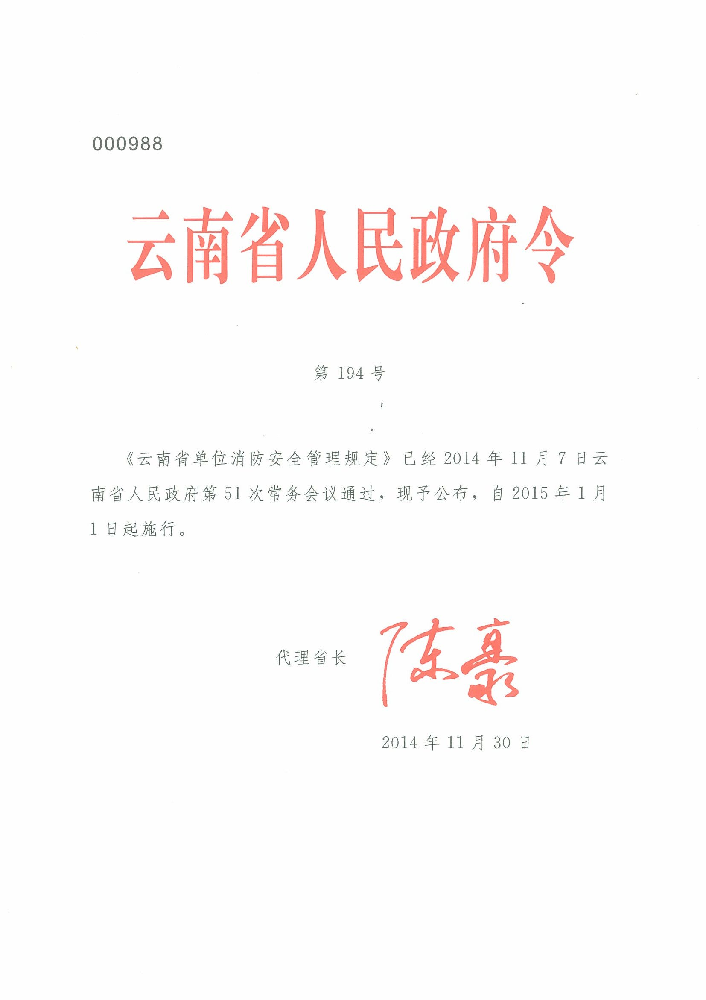 000988
云南省人民政府令
第 194 号
《云南省单位消防安全管理规定》已经 2014 年 11 月 7 日云
南省人民政府第 51 次常务会议通过，现予公布，自 2015 年 1 月
1 日起施行。
代理省长 陈豪
2014 年 11 月 30 日